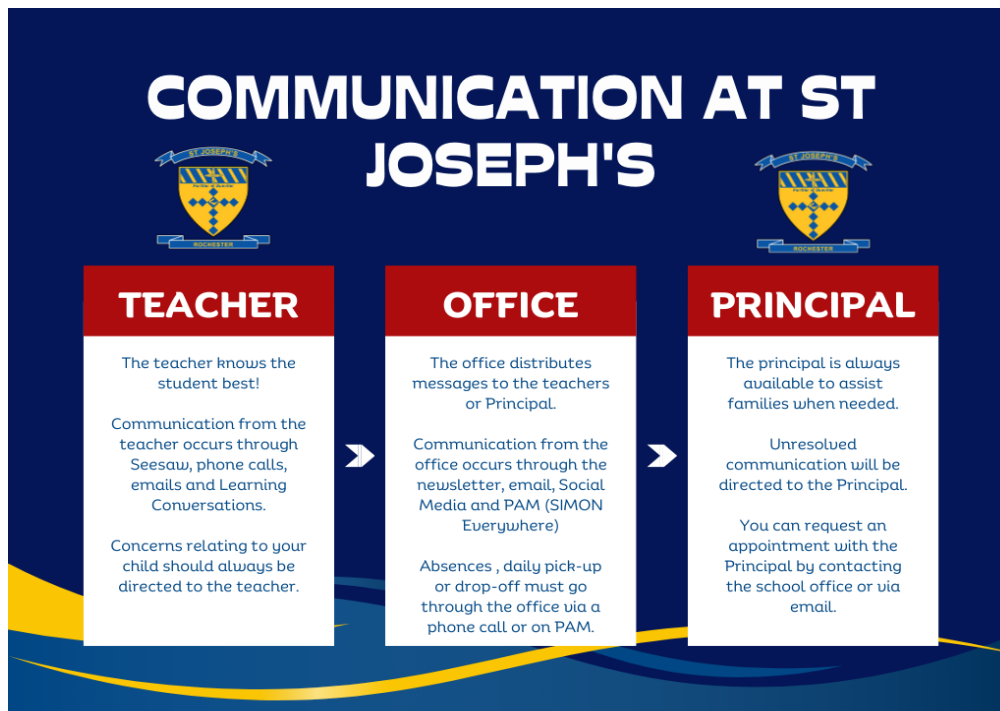 COMMUNICATION AT ST
JOSEPH'S
ST JOSEPH'S
ROCHESTER
ST JOSEPH'S
ROCHESTER
TEACHER
The teacher knows the
student best!
Communication from the
teacher occurs through
Seesaw, phone calls,
emails and Learning
Conversations.
Concerns relating to your
child should always be
directed to the teacher.
OFFICE
The office distributes
messages to the teachers
or Principal.
Communication from the
office occurs through the
newsletter, email, Social
Media and PAM (SIMON
Everywhere)
Absences , daily pick-up
or drop-off must go
through the office via a
phone call or on PAM.
PRINCIPAL
The principal is always
available to assist
families when needed.
Unresolved
communication will be
directed to the Principal.
You can request an
appointment with the
Principal by contacting
the school office or via
email.